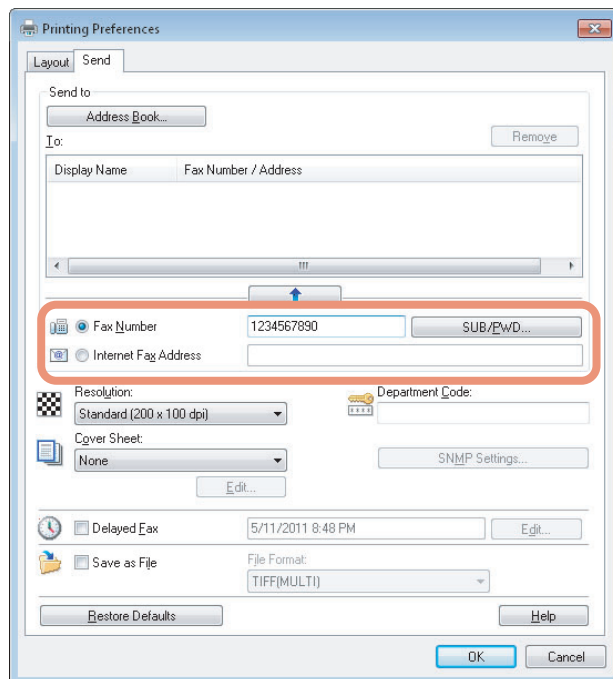 Printing Preferences
Layout Send
Send to
Address Book...
To:
Remove
Display Name Fax Number / Address
Fax Number 1234567890 SUB/PWD...
Internet Fax Address
Resolution: Department Code:
Standard (200 x 100 dpi)
Cover Sheet:
None SNMP Settings...
Edit...
Delayed Fax 5/11/2011 8:48 PM Edit...
Save as File File Format:
TIFF(MULTI)
Restore Defaults Help
OK Cancel